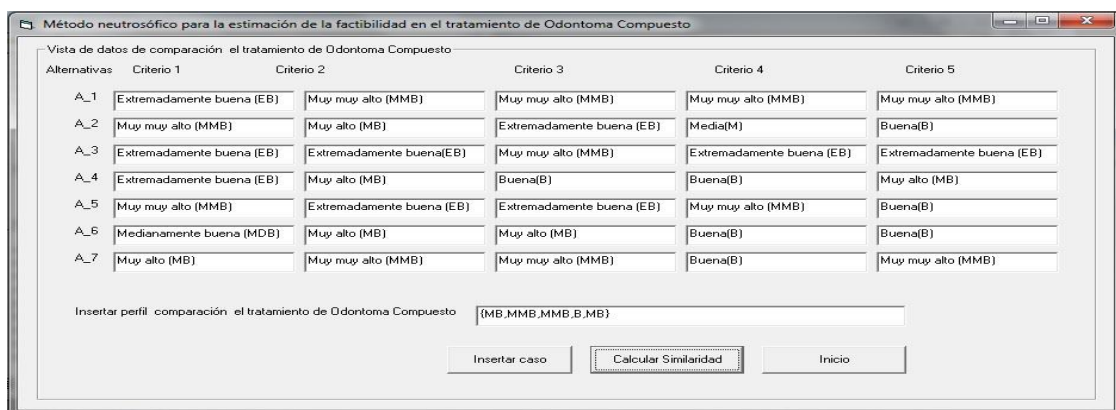 Método neutrosófico para la estimación de la factibilidad en el tratamiento de Odontoma Compuesto
Vista de datos de comparación el tratamiento de Odontoma Compuesto
Alternativas Criterio 1 Criterio 2 Criterio 3 Criterio 4 Criterio 5
A_1 Extremadamente buena (EB) Muy muy alto (MMB) Muy muy alto (MMB) Muy muy alto (MMB) Muy muy alto (MMB)
A_2 Muy muy alto (MMB) Muy alto (MB) Extremadamente buena (EB) Media(M) Buena(B)
A_3 Extremadamente buena (EB) Extremadamente buena(EB) Muy muy alto (MMB) Extremadamente buena (EB) Extremadamente buena (EB)
A_4 Extremadamente buena (EB) Muy alto (MB) Buena(B) Buena(B) Muy alto (MB)
A_5 Muy muy alto (MMB) Extremadamente buena (EB) Extremadamente buena (EB) Muy muy alto (MMB) Buena(B)
A_6 Medianamente buena (MDB) Muy alto (MB) Muy alto (MB) Buena(B) Buena(B)
A_7 Muy alto (MB) Muy muy alto (MMB) Muy muy alto (MMB) Buena(B) Muy muy alto (MMB)
Insertar perfil comparación el tratamiento de Odontoma Compuesto {MB,MMB,MMB,B,MB}
Insertar caso Calcular Similaridad Inicio